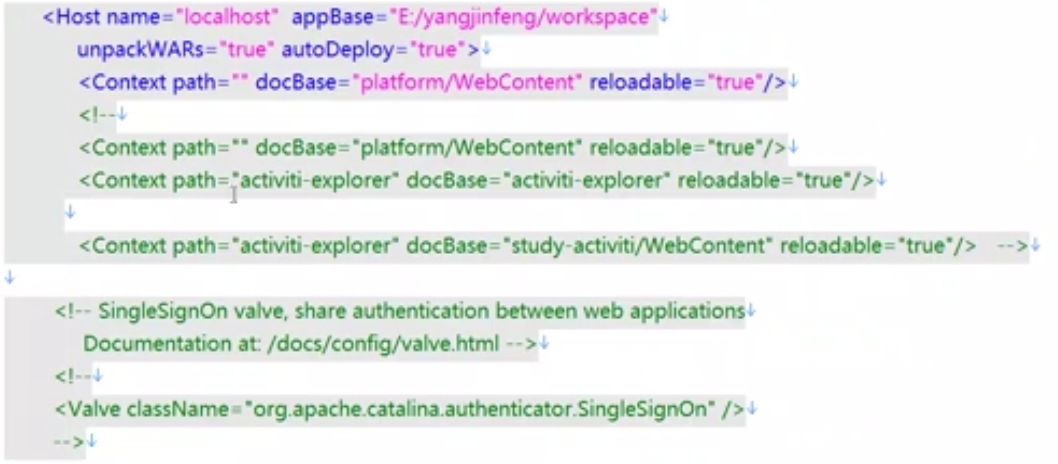 <Host name="localhost"  appBase="E:/yangjinfeng/workspace"
unpackWARs="true" autoDeploy="true">
<Context path="" docBase="platform/WebContent" reloadable="true"/>
<!--
<Context path="" docBase="platform/WebContent" reloadable="true"/>
<Context path="activiti-explorer" docBase="activiti-explorer" reloadable="true"/>
<Context path="activiti-explorer" docBase="study-activiti/WebContent" reloadable="true"/>  -->
<!-- SingleSignOn valve, share authentication between web applications
Documentation at: /docs/config/valve.html -->
<!--
<Valve className="org.apache.catalina.authenticator.SingleSignOn" />
-->